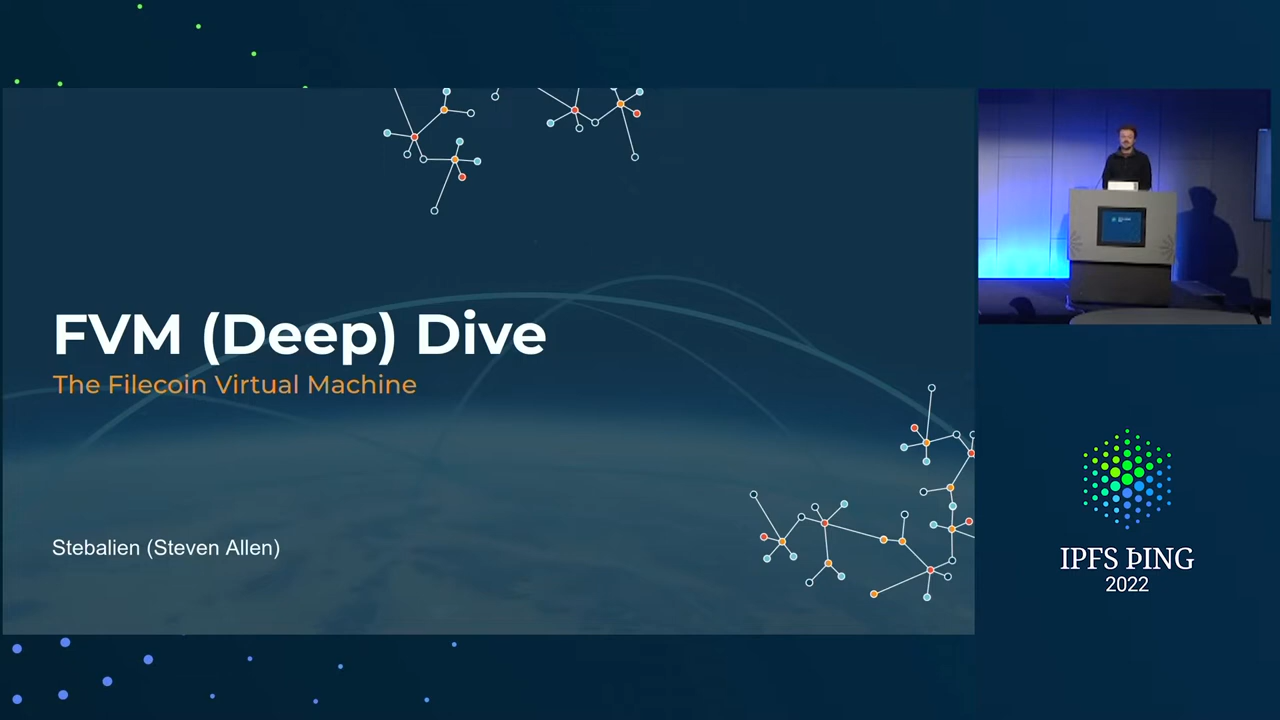 FVM (Deep) Dive
The Filecoin Virtual Machine
Stebalien (Steven Allen)
IPFS ÞING
2022